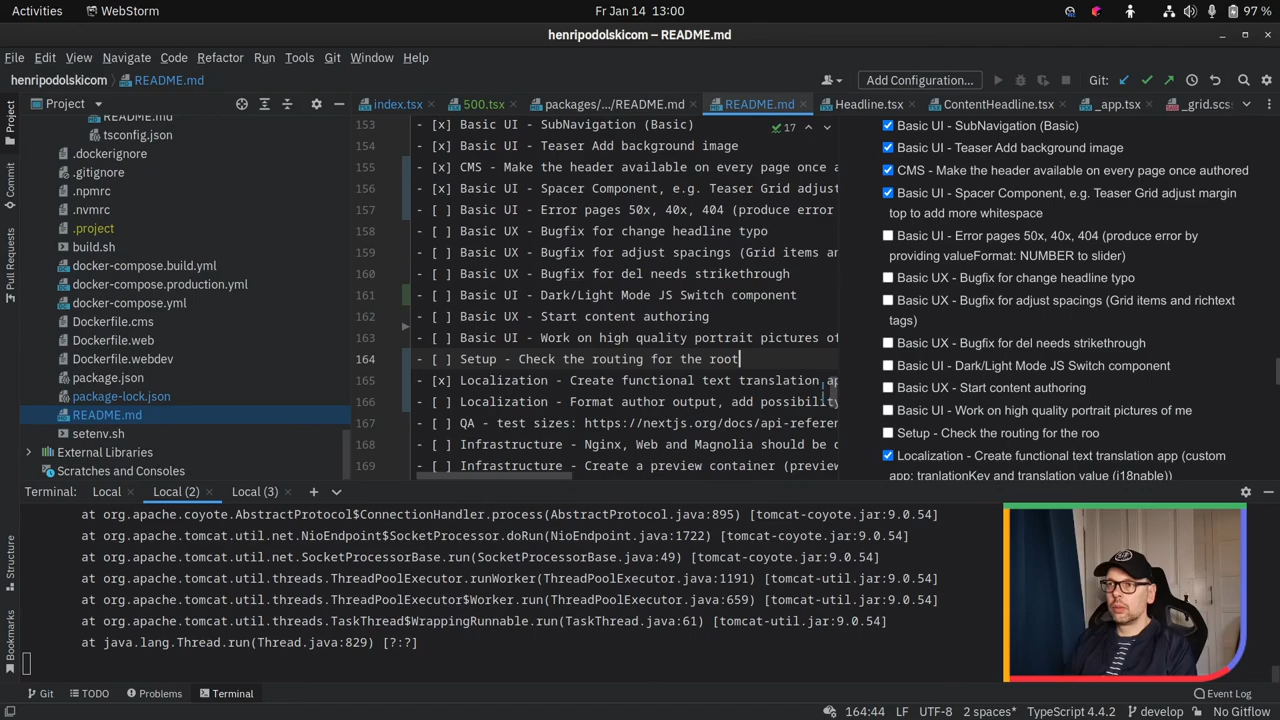 Activities
WebStorm
Fr Jan 14 13:00
97 %
henripodolskicom – README.md
File Edit View Navigate Code Refactor Run Tools Git Window Help
henripodolskicom README.md
Add Configuration...
Git:
Project
index.tsx
500.tsx
packages/.../README.md
README.md
Headline.tsx
ContentHeadline.tsx
_app.tsx
_grid.scs
Project
Commit
Pull Requests
Structure
Bookmarks
README.md
tsconfig.json
.dockerignore
.gitignore
.npmrc
.nvmrc
.project
build.sh
docker-compose.build.yml
docker-compose.production.yml
docker-compose.yml
Dockerfile.cms
Dockerfile.web
Dockerfile.webdev
package.json
package-lock.json
README.md
setenv.sh
External Libraries
Scratches and Consoles
17
153 - [x] Basic UI - SubNavigation (Basic)
154 - [x] Basic UI - Teaser Add background image
155 - [x] CMS - Make the header available on every page once a
156 - [x] Basic UI - Spacer Component, e.g. Teaser Grid adjust
157 - [ ] Basic UI - Error pages 50x, 40x, 404 (produce error
158 - [ ] Basic UX - Bugfix for change headline typo
159 - [ ] Basic UX - Bugfix for adjust spacings (Grid items an
160 - [ ] Basic UX - Bugfix for del needs strikethrough
161 - [ ] Basic UI - Dark/Light Mode JS Switch component
162 - [ ] Basic UX - Start content authoring
163 - [ ] Basic UI - Work on high quality portrait pictures of
164 - [ ] Setup - Check the routing for the root
165 - [x] Localization - Create functional text translation ap
166 - [ ] Localization - Format author output, add possibility
167 - [ ] QA - test sizes: https://nextjs.org/docs/api-referen
168 - [ ] Infrastructure - Nginx, Web and Magnolia should be d
169 - [ ] Infrastructure - Create a preview container (preview
Basic UI - SubNavigation (Basic)
Basic UI - Teaser Add background image
CMS - Make the header available on every page once authored
Basic UI - Spacer Component, e.g. Teaser Grid adjust margin
top to add more whitespace
Basic UI - Error pages 50x, 40x, 404 (produce error by
providing valueFormat: NUMBER to slider)
Basic UX - Bugfix for change headline typo
Basic UX - Bugfix for adjust spacings (Grid items and richtext
tags)
Basic UX - Bugfix for del needs strikethrough
Basic UI - Dark/Light Mode JS Switch component
Basic UX - Start content authoring
Basic UI - Work on high quality portrait pictures of me
Setup - Check the routing for the roo
Localization - Create functional text translation app (custom
app: tranlationKey and translation value (i18nable))
Terminal: Local Local (2) Local (3)
at org.apache.coyote.AbstractProtocol$ConnectionHandler.process(AbstractProtocol.java:895) [tomcat-coyote.jar:9.0.54]
at org.apache.tomcat.util.net.NioEndpoint$SocketProcessor.doRun(NioEndpoint.java:1722) [tomcat-coyote.jar:9.0.54]
at org.apache.tomcat.util.net.SocketProcessorBase.run(SocketProcessorBase.java:49) [tomcat-coyote.jar:9.0.54]
at org.apache.tomcat.util.threads.ThreadPoolExecutor.runWorker(ThreadPoolExecutor.java:1191) [tomcat-util.jar:9.0.54]
at org.apache.tomcat.util.threads.ThreadPoolExecutor$Worker.run(ThreadPoolExecutor.java:659) [tomcat-util.jar:9.0.54]
at org.apache.tomcat.util.threads.TaskThread$WrappingRunnable.run(TaskThread.java:61) [tomcat-util.jar:9.0.54]
at java.lang.Thread.run(Thread.java:829) [?:?]
Git TODO Problems Terminal
Event Log
164:44 LF UTF-8 2 spaces* TypeScript 4.4.2 develop No Gitflow